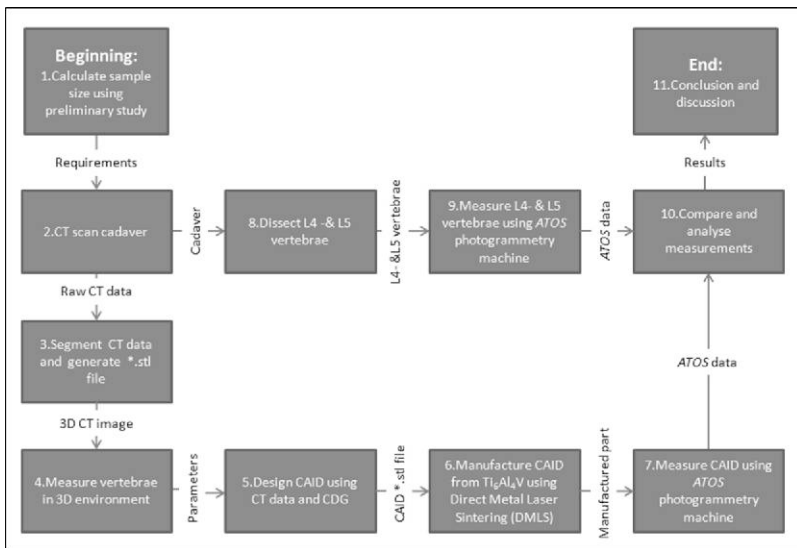 Beginning:
1.Calculate sample
size using
preliminary study
Requirements
2.CT scan cadaver
Cadaver
8.Dissect L4 -& L5
vertebrae
L4- &L5 vertebrae
9.Measure L4- & L5
vertebrae using ATOS
photogrammetry
machine
ATOS data
10.Compare and
analyse
measurements
Results
End:
11.Conclusion and
discussion
Raw CT data
3.Segment CT data
and generate *.stl
file
3D CT image
4.Measure vertebrae
in 3D environment
Parameters
5.Design CAID using
CT data and CDG
CAID *.stl file
6.Manufacture CAID
from Ti₆Al₄V using
Direct Metal Laser
Sintering (DMLS)
Manufactured part
7.Measure CAID using
ATOS
photogrammetry
machine
ATOS data